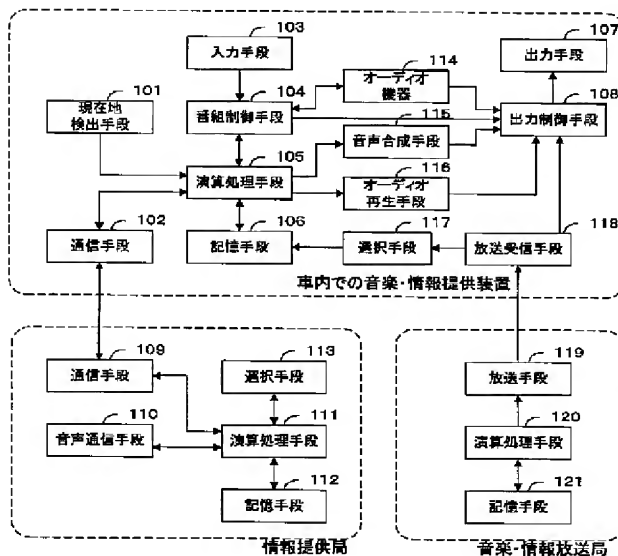 103
入力手段
107
出力手段
114
オーディオ
機器
104
番組制御手段
108
出力制御手段
101
現在地
検出手段
115
音声合成手段
105
演算処理手段
116
オーディオ
再生手段
102
通信手段
106
記憶手段
117
選択手段
118
放送受信手段
車内での音楽・情報提供装置
109
通信手段
113
選択手段
119
放送手段
110
音声通信手段
111
演算処理手段
120
演算処理手段
112
記憶手段
121
記憶手段
情報提供局
音楽・情報放送局